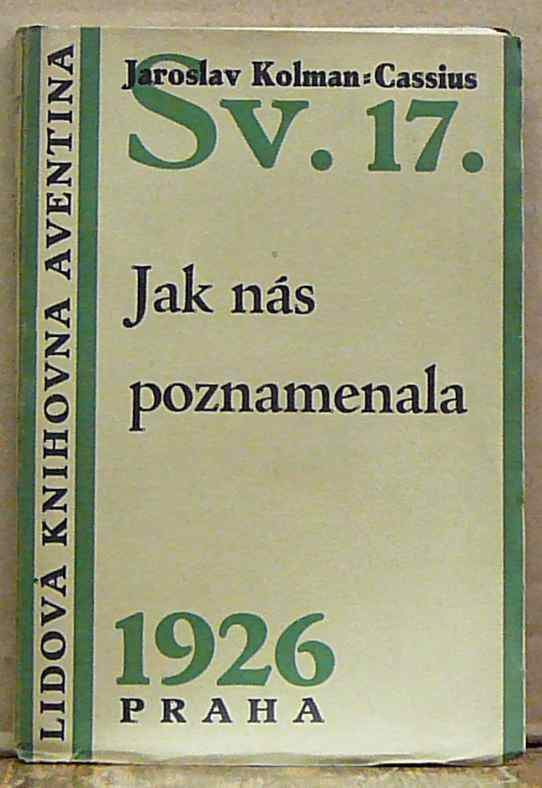 Jaroslav Kolman=Cassius
Sv. 17.
Jak nás
poznamenala
1926
PRAHA
LIDOVÁ KNIHOVNA AVENTINA